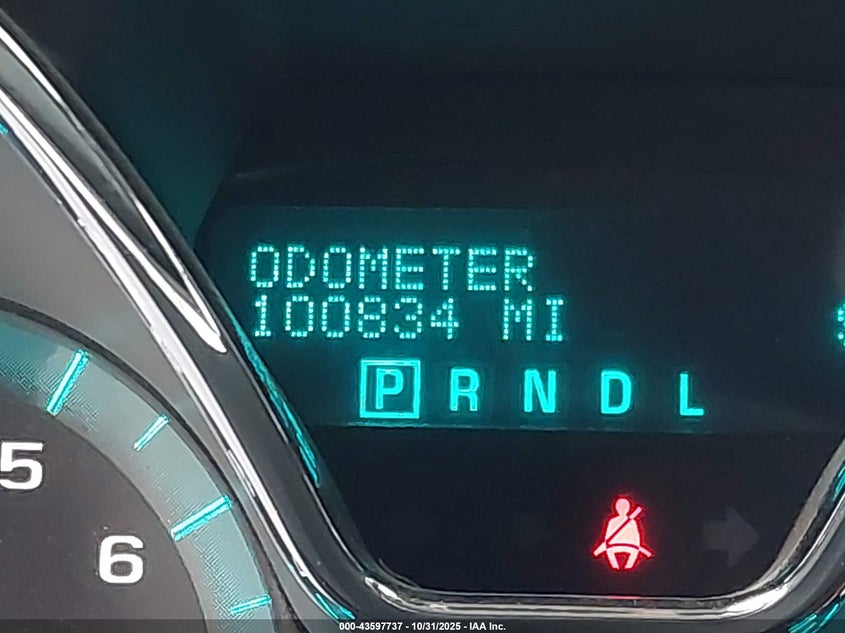 ODOMETER
100834 MI
P R N D L
5
6
000-43597737 - 10/31/2025 - IAA Inc.